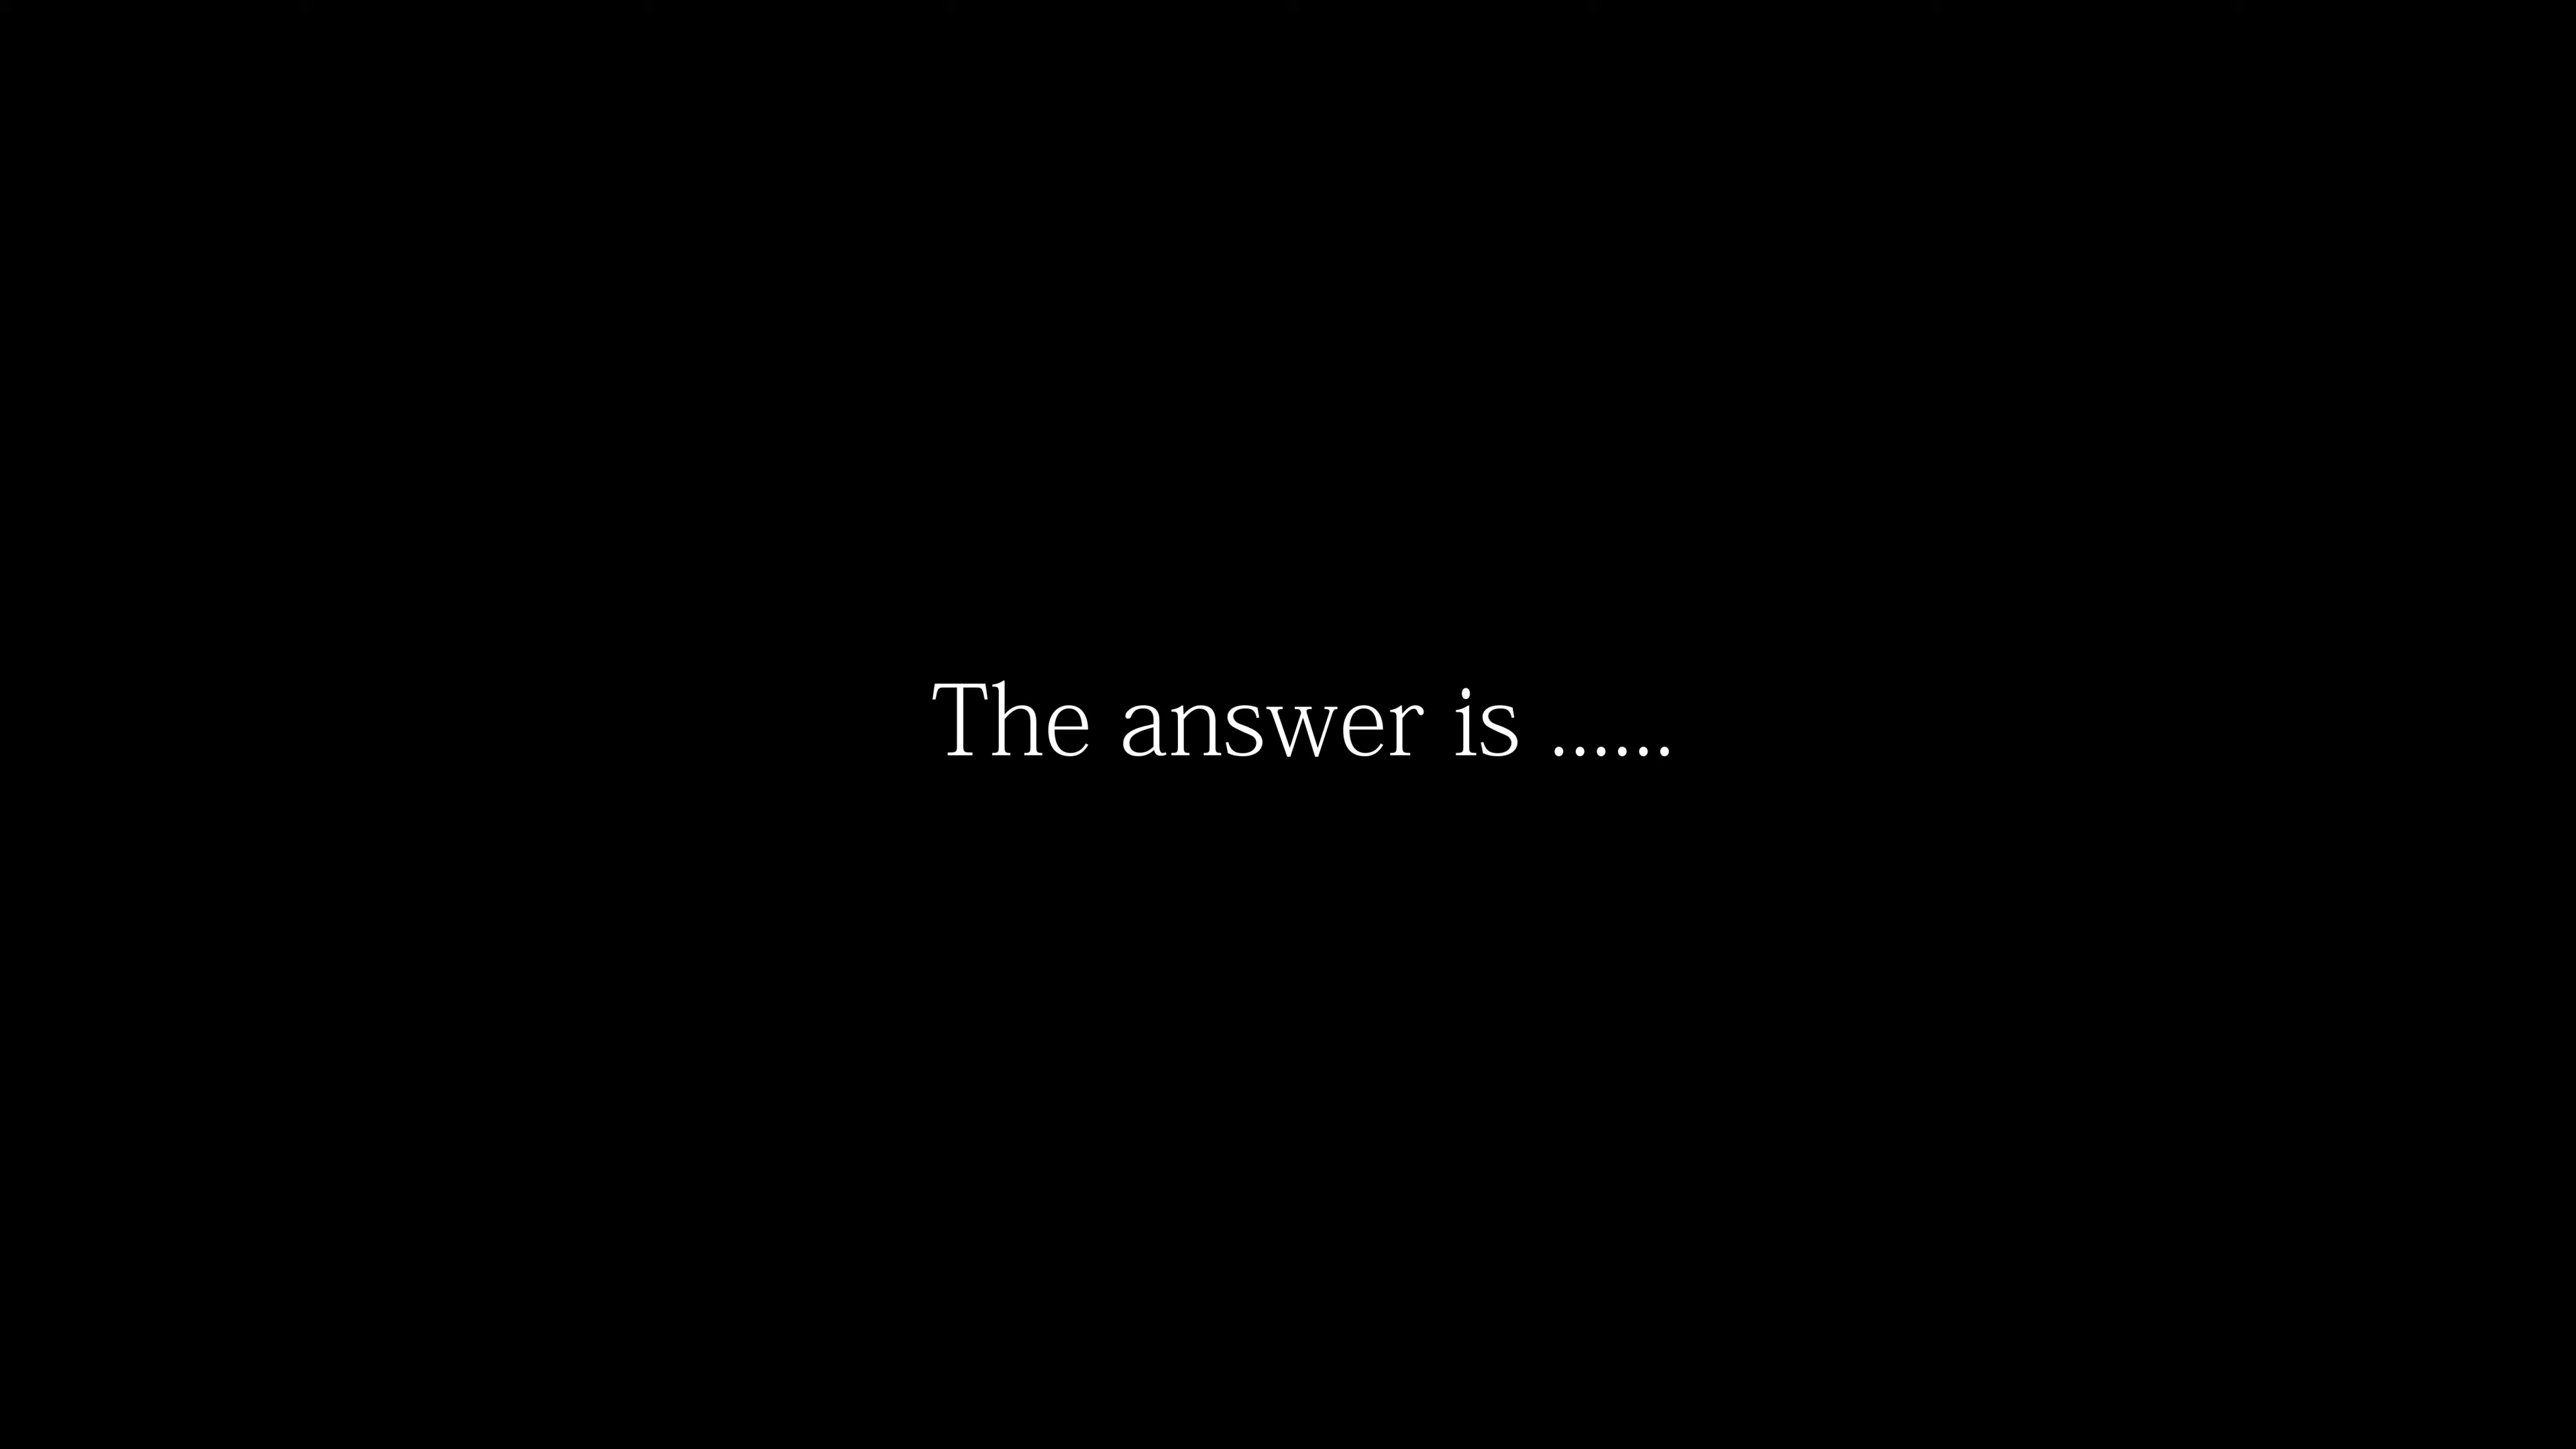 The answer is ......